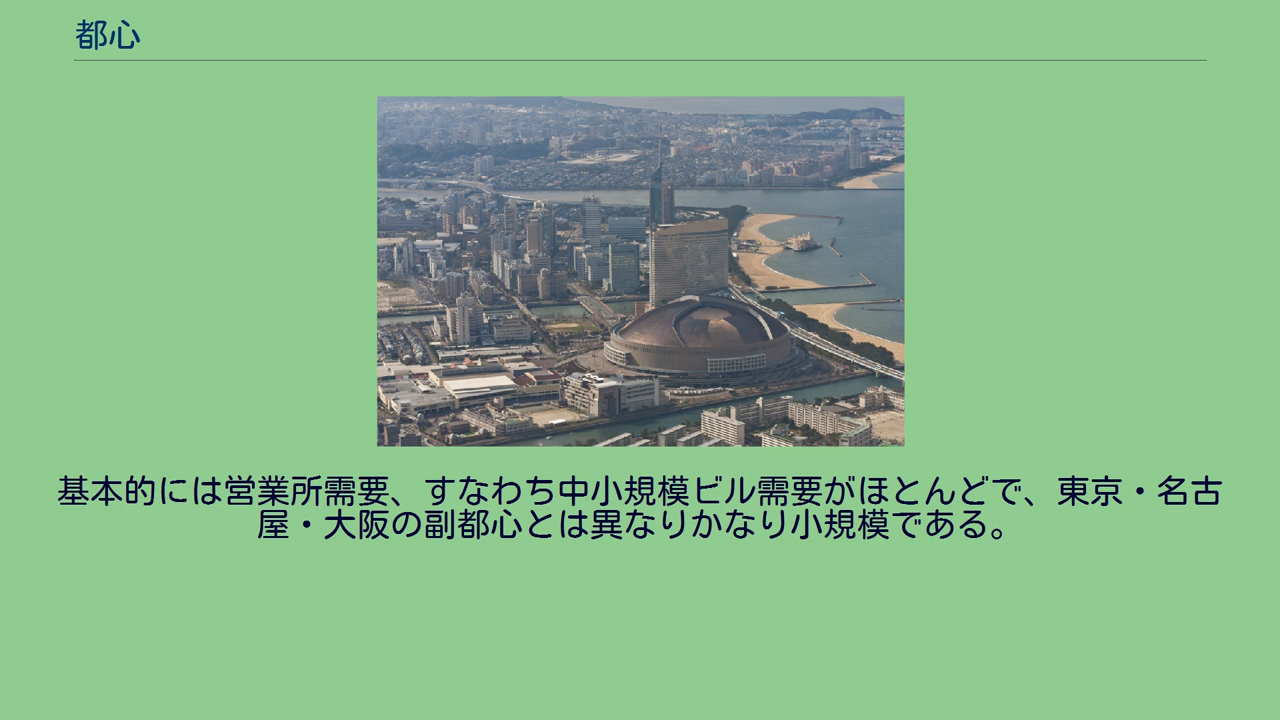 都心
基本的には営業所需要、すなわち中小規模ビル需要がほとんどで、東京・名古
屋・大阪の副都心とは異なりかなり小規模である。